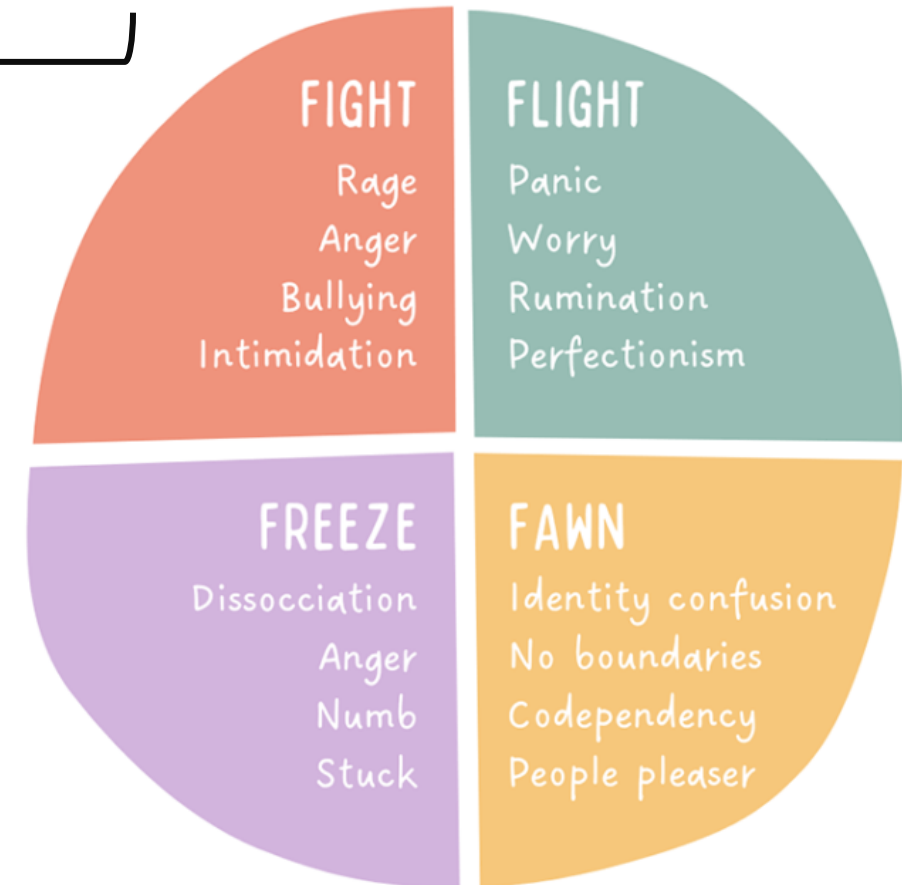 FIGHT
Rage
Anger
Bullying
Intimidation
FLIGHT
Panic
Worry
Rumination
Perfectionism
FREEZE
Dissocciation
Anger
Numb
Stuck
FAWN
Identity confusion
No boundaries
Codependency
People pleaser